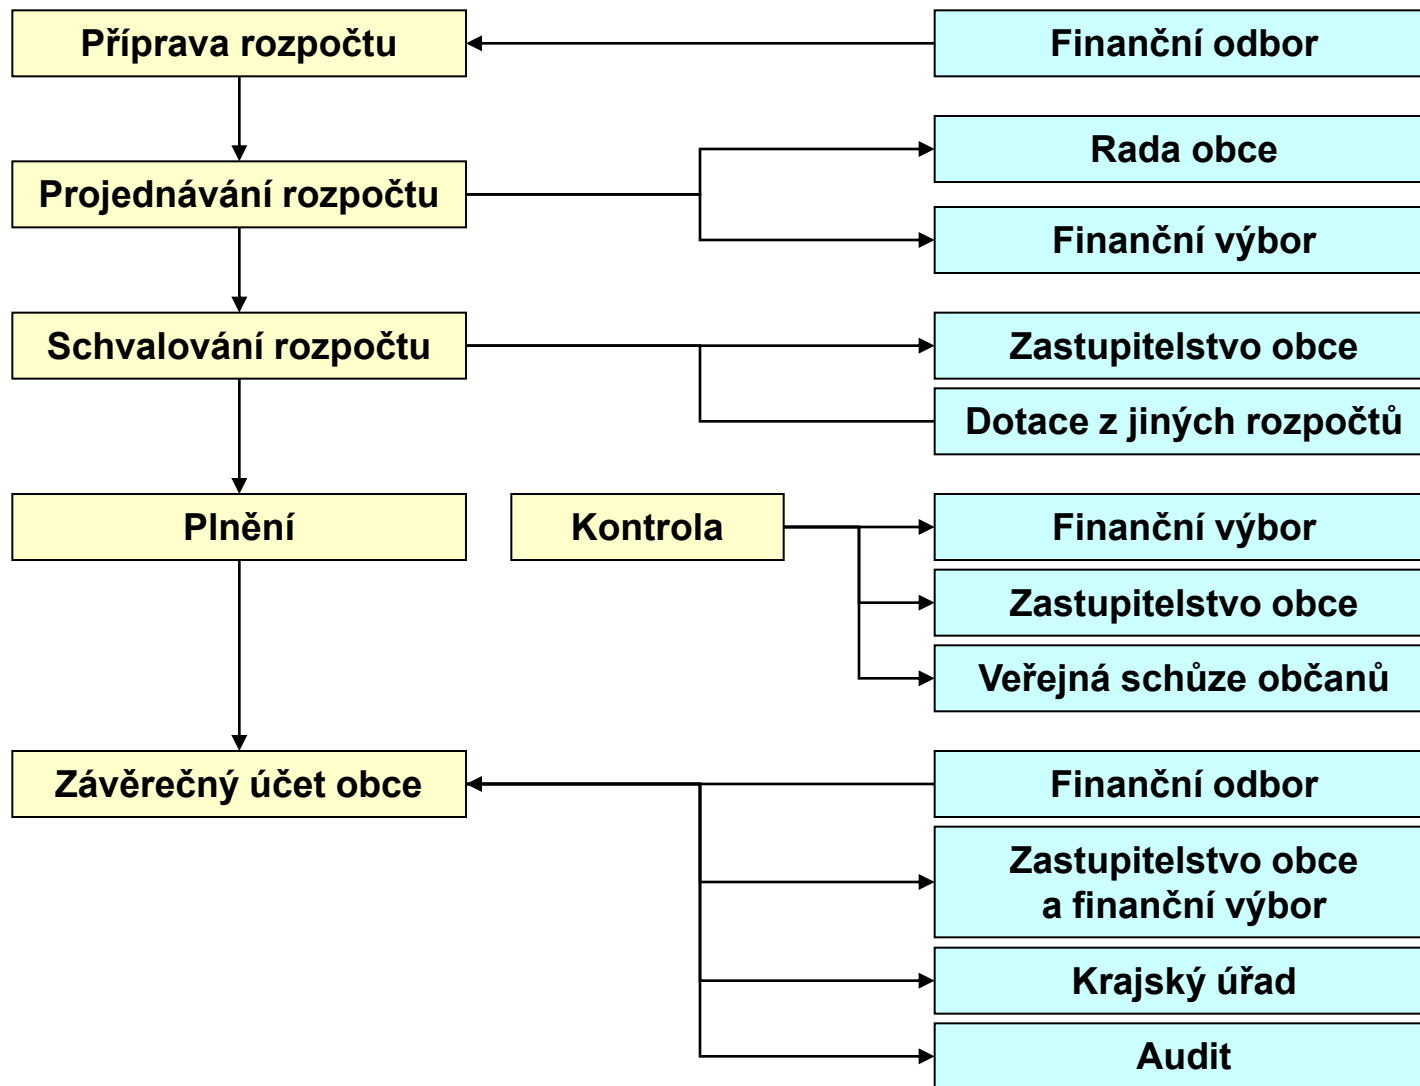 Příprava rozpočtu
Finanční odbor
Rada obce
Projednávání rozpočtu
Finanční výbor
Schvalování rozpočtu
Zastupitelstvo obce
Dotace z jiných rozpočtů
Plnění
Kontrola
Finanční výbor
Zastupitelstvo obce
Veřejná schůze občanů
Závěrečný účet obce
Finanční odbor
Zastupitelstvo obce
a finanční výbor
Krajský úřad
Audit